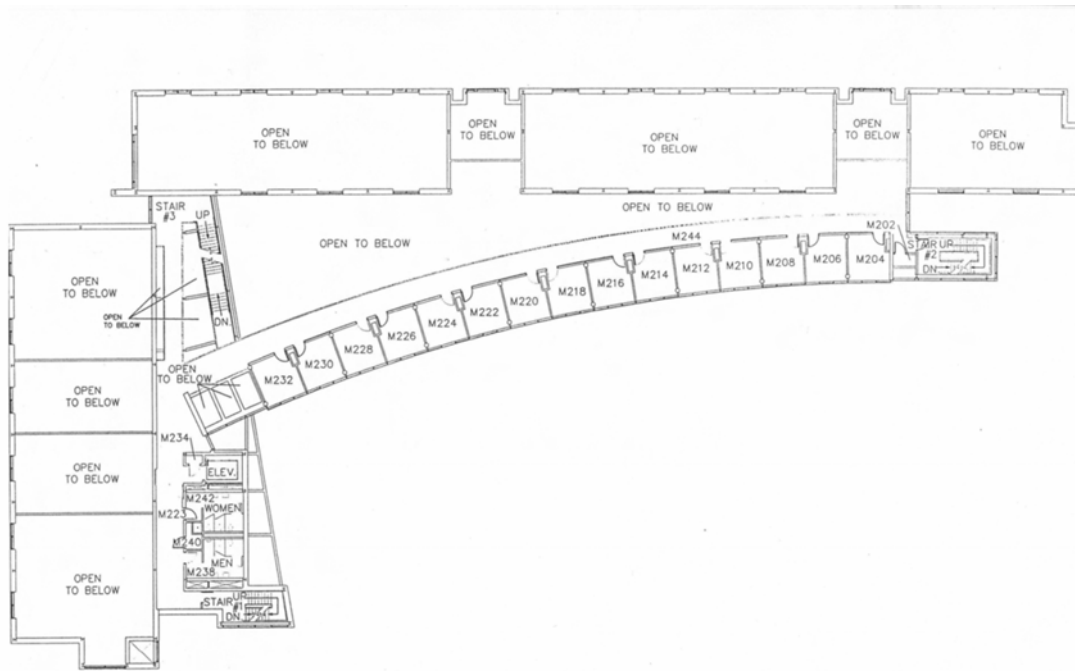 OPEN
TO BELOW
OPEN
TO BELOW
OPEN
TO BELOW
OPEN
TO BELOW
OPEN
TO BELOW
STAIR
#3
UP
OPEN TO BELOW
OPEN TO BELOW
M202
M244
STAIR UP
#2
DN
M204
M206
M208
M210
M212
M214
M216
M218
M220
M222
M224
M226
M228
M230
M232
OPEN
TO BELOW
OPEN
TO BELOW
DN.
OPEN
TO BELOW
OPEN
TO BELOW
M234
ELEV.
OPEN
TO BELOW
M242
WOMEN
M223
M240
MEN
M238
OPEN
TO BELOW
STAIR UP
#1
DN